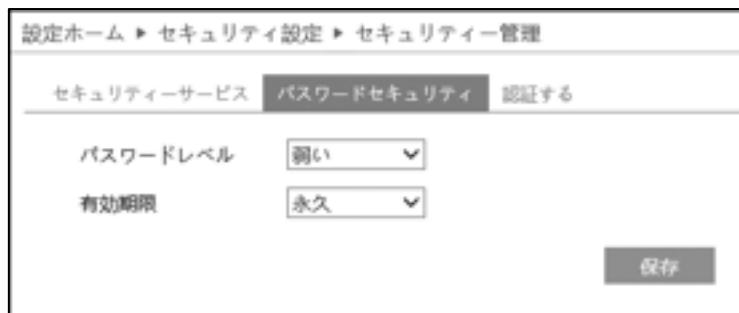 設定ホーム ▶ セキュリティ設定 ▶ セキュリティー管理
セキュリティーサービス パスワードセキュリティ 認証する
パスワードレベル 弱い
有効期限 永久
保存